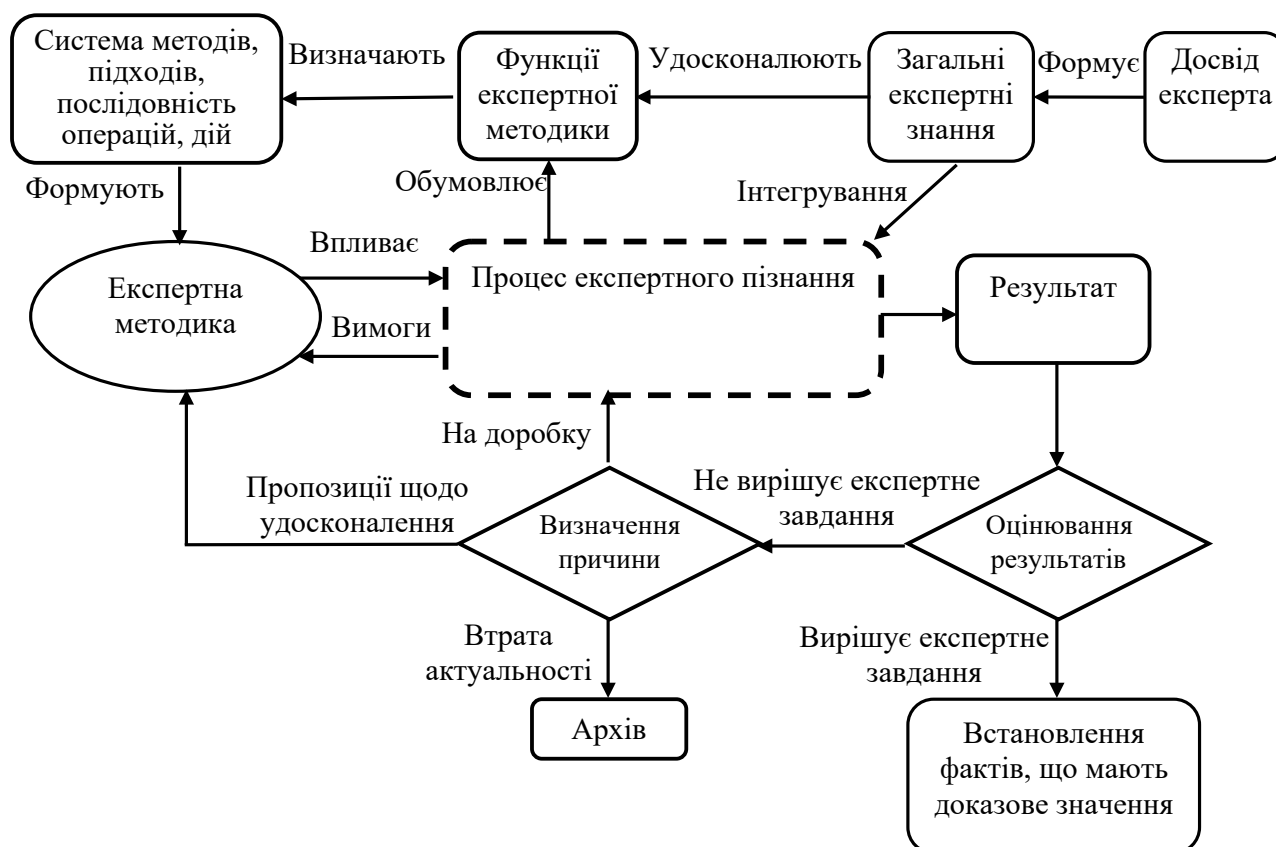 Система методів,
підходів,
послідовність
операцій, дій
Визначають
Функції
експертної
методики
Удосконалюють
Загальні
експертні
знання
Формує
Досвід
експерта
Формують
Обумовлює
Інтегрування
Експертна
методика
Впливає
Вимоги
Процес експертного пізнання
Результат
На доробку
Пропозиції щодо
удосконалення
Визначення
причини
Не вирішує експертне
завдання
Оцінювання
результатів
Втрата
актуальності
Вирішує експертне
завдання
Архів
Встановлення
фактів, що мають
доказове значення